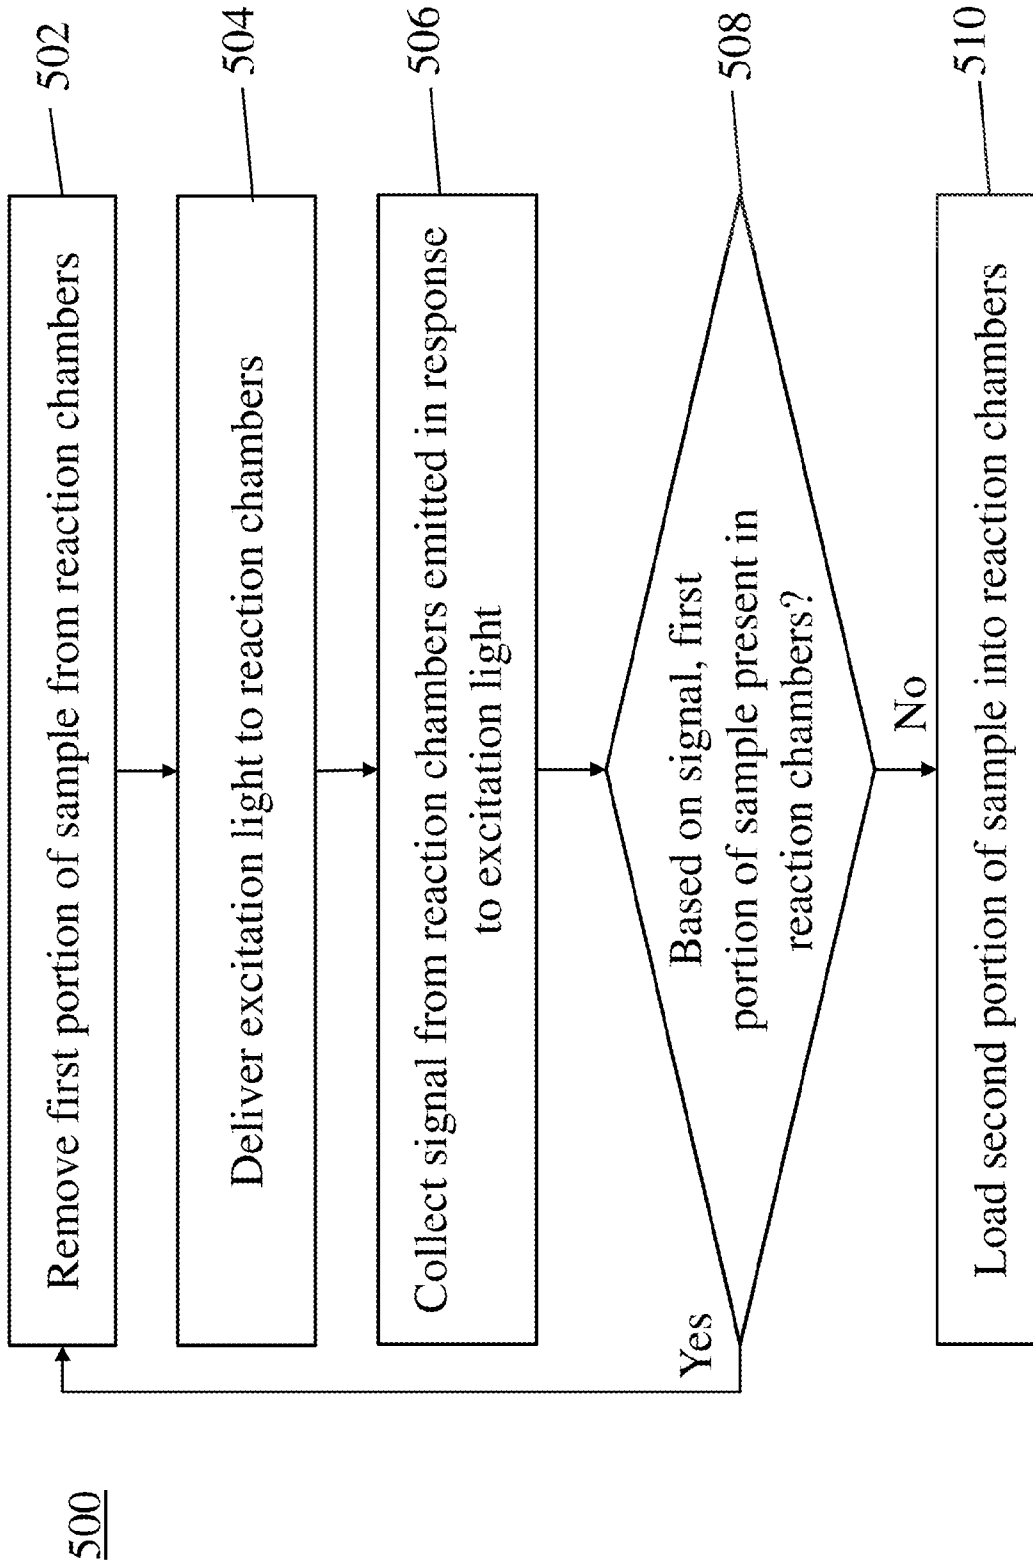 500
Remove first portion of sample from reaction chambers
502
Deliver excitation light to reaction chambers
504
Collect signal from reaction chambers emitted in response
to excitation light
506
Based on signal, first
portion of sample present in
reaction chambers?
508
Yes
No
Load second portion of sample into reaction chambers
510